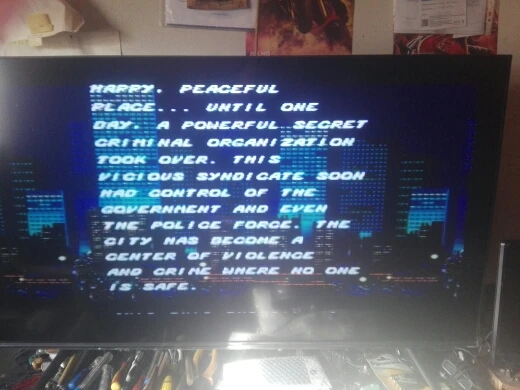 HAPPY, PEACEFUL
PLACE... UNTIL ONE
DAY, A POWERFUL SECRET
CRIMINAL ORGANIZATION
TOOK OVER. THIS
VICIOUS SYNDICATE SOON
HAD CONTROL OF THE
GOVERNMENT AND EVEN
THE POLICE FORCE. THE
CITY HAS BECOME A
CENTER OF VIOLENCE
AND CRIME WHERE NO ONE
IS SAFE.